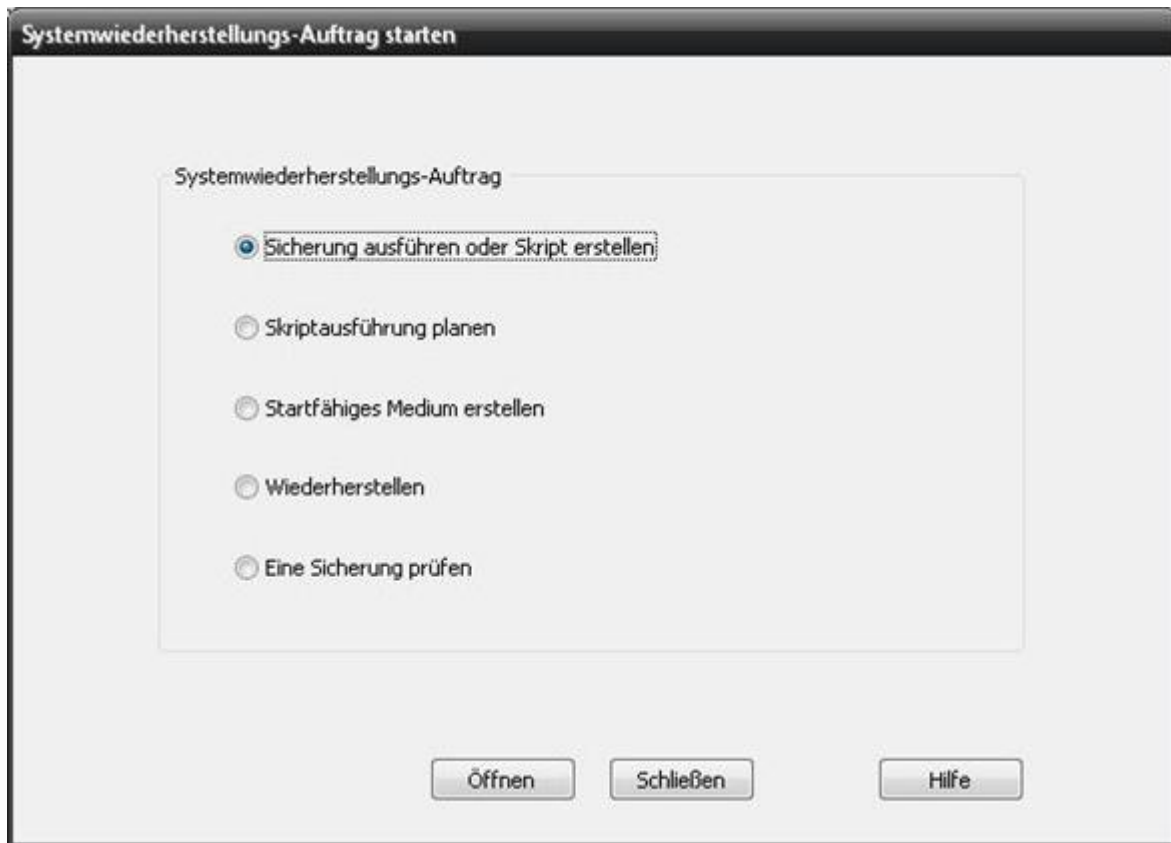 Systemwiederherstellungs-Auftrag starten
Systemwiederherstellungs-Auftrag
Sicherung ausführen oder Skript erstellen
Skriptausführung planen
Startfähiges Medium erstellen
Wiederherstellen
Eine Sicherung prüfen
Öffnen Schließen Hilfe